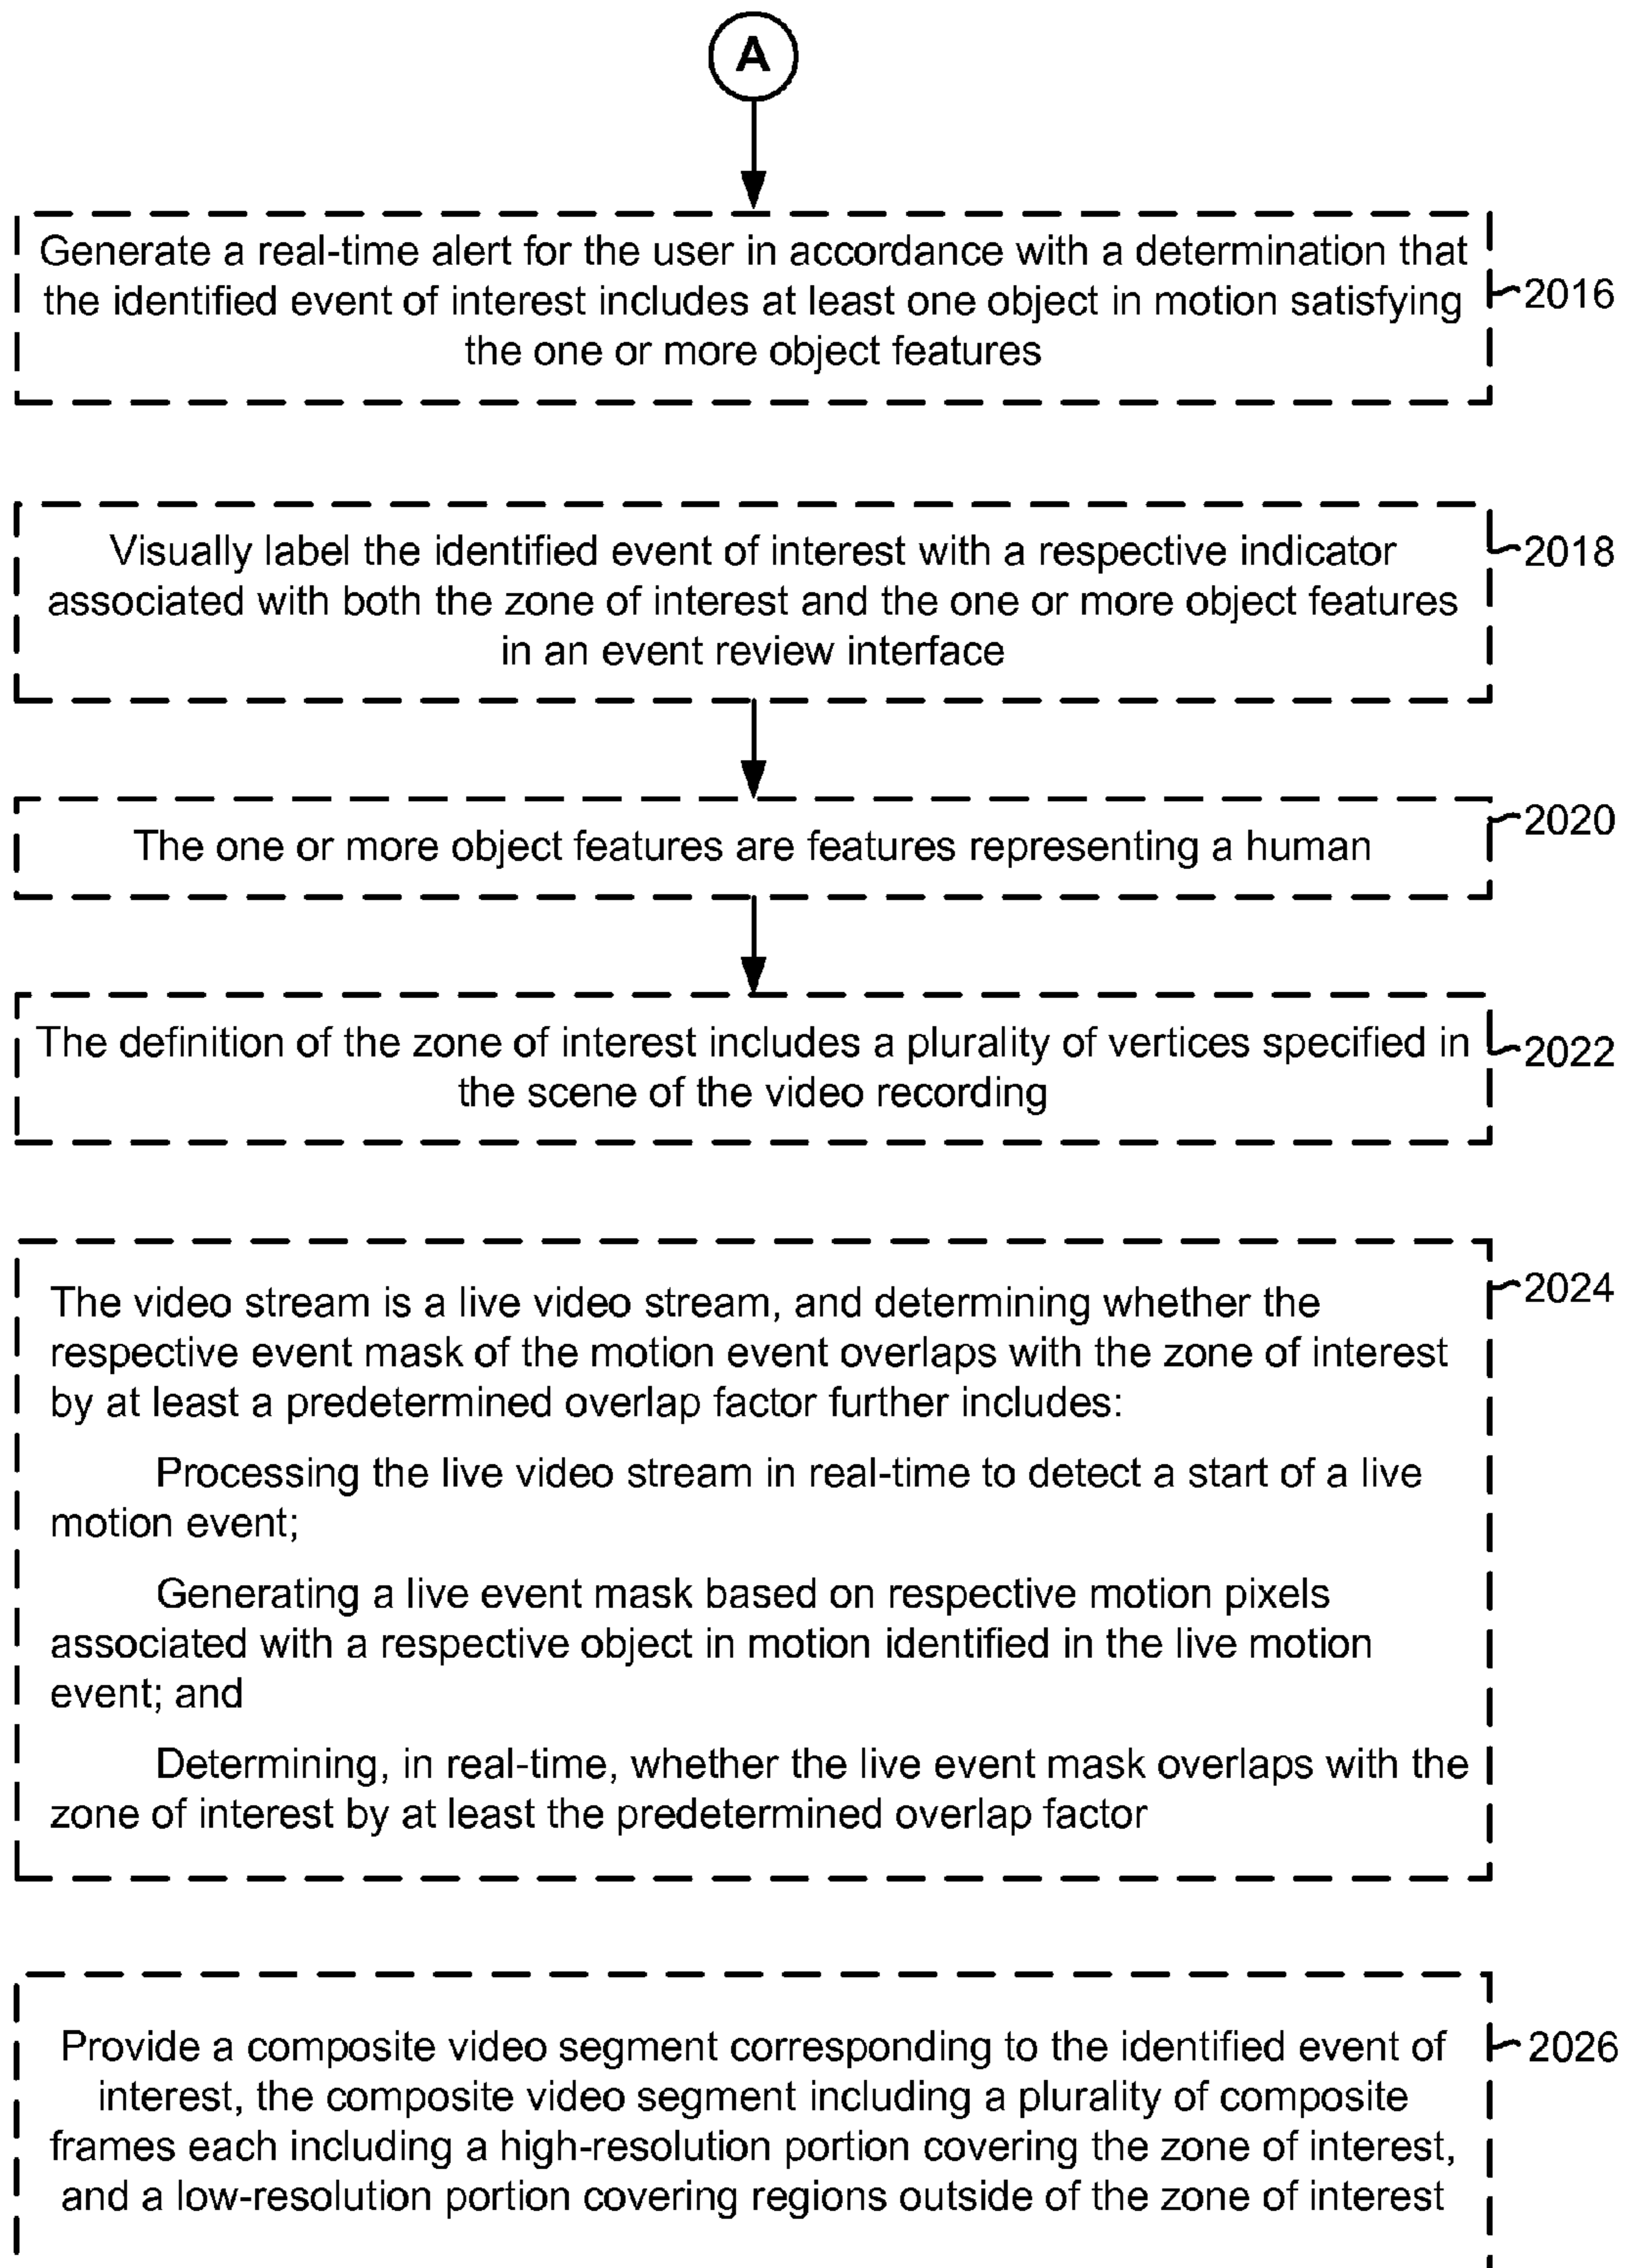 A
Generate a real-time alert for the user in accordance with a determination that
the identified event of interest includes at least one object in motion satisfying
the one or more object features
2016
Visually label the identified event of interest with a respective indicator
associated with both the zone of interest and the one or more object features
in an event review interface
2018
The one or more object features are features representing a human
2020
The definition of the zone of interest includes a plurality of vertices specified in
the scene of the video recording
2022
The video stream is a live video stream, and determining whether the
respective event mask of the motion event overlaps with the zone of interest
by at least a predetermined overlap factor further includes:
Processing the live video stream in real-time to detect a start of a live
motion event;
Generating a live event mask based on respective motion pixels
associated with a respective object in motion identified in the live motion
event; and
Determining, in real-time, whether the live event mask overlaps with the
zone of interest by at least the predetermined overlap factor
2024
Provide a composite video segment corresponding to the identified event of
interest, the composite video segment including a plurality of composite
frames each including a high-resolution portion covering the zone of interest,
and a low-resolution portion covering regions outside of the zone of interest
2026